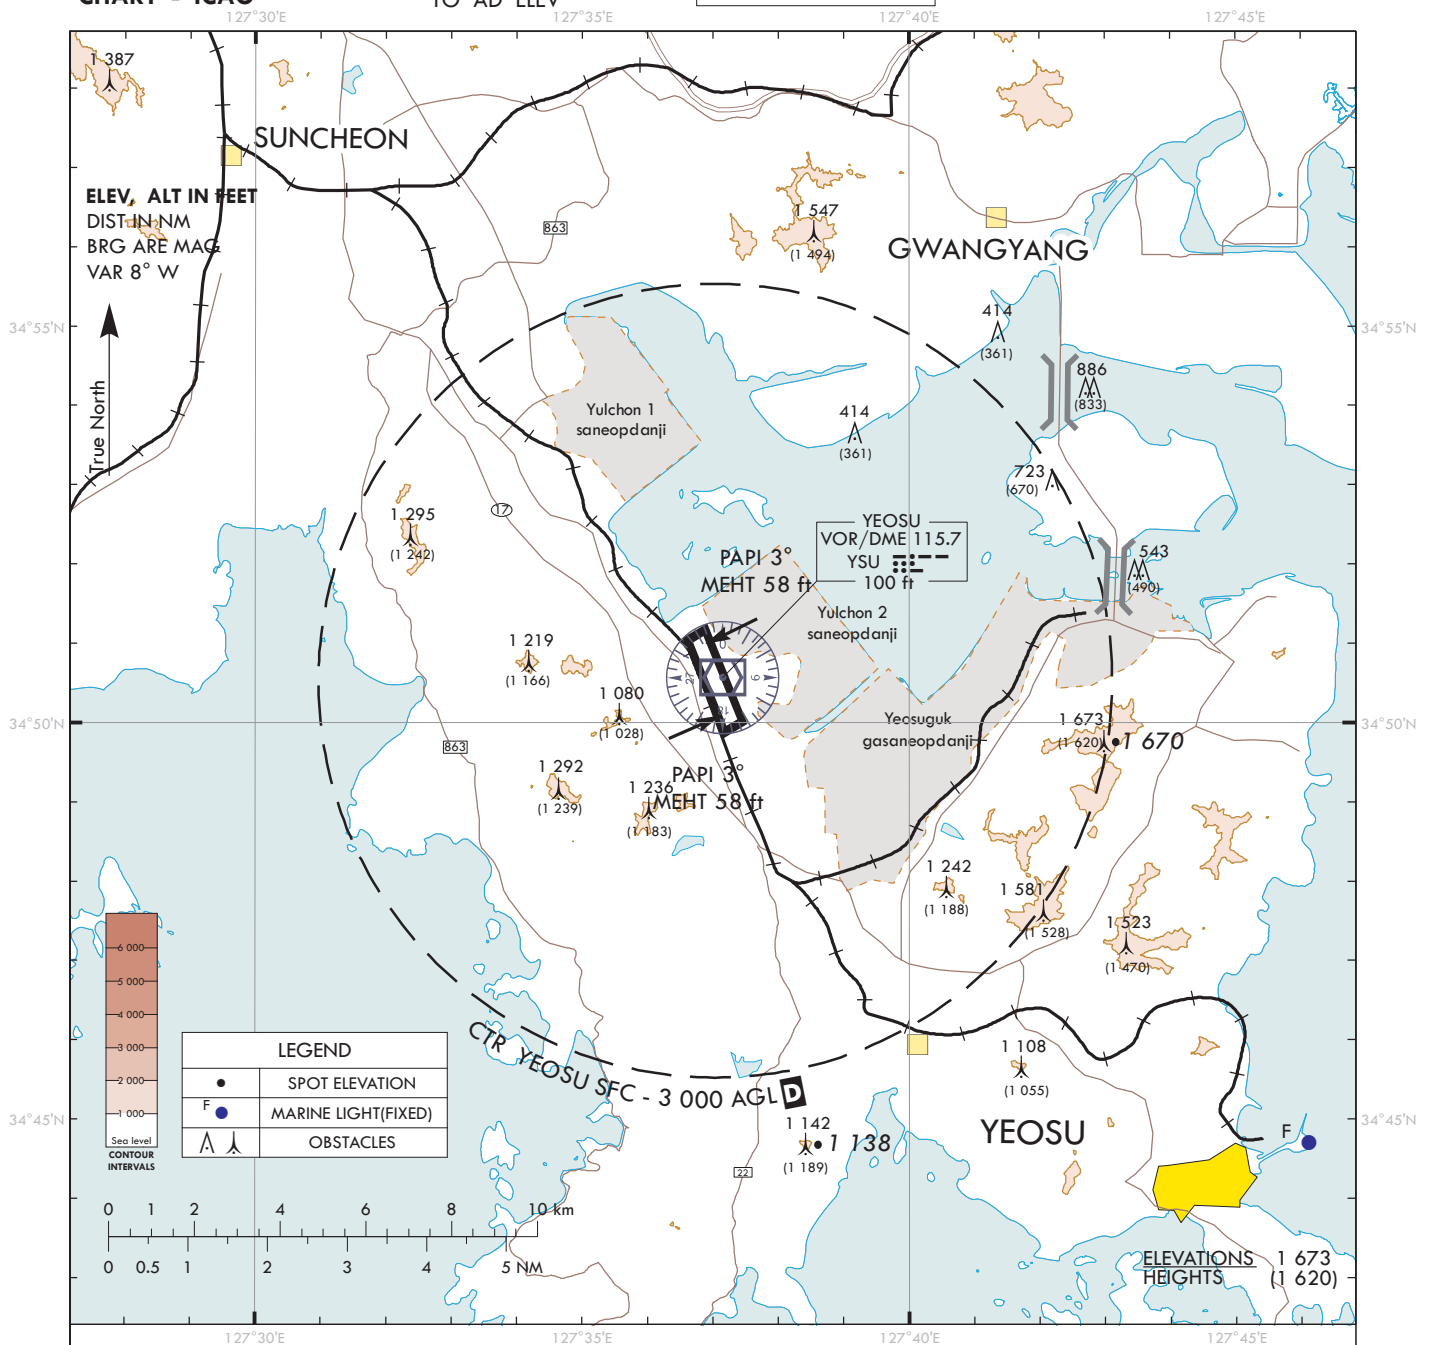 CHART - ICAO
TO AD ELEV
127°30'E
127°35'E
127°40'E
127°45'E
1 387
SUNCHEON
ELEV, ALT IN FEET
DIST IN NM
BRG ARE MAG
VAR 8° W
True North
863
1 547
(1 494)
GWANGYANG
34°55'N
34°55'N
414
(361)
886
(833)
Yulchon 1
saneopdanji
414
(361)
723
(670)
17
1 295
(1 242)
YEOSU
VOR/DME 115.7
YSU
100 ft
PAPI 3°
MEHT 58 ft
543
(490)
Yulchon 2
saneopdanji
1 219
(1 166)
0
9
18
27
1 080
(1 028)
34°50'N
34°50'N
Yeosuguk
gasaneopdanji
1 673
(1 620)
1 670
863
1 292
(1 239)
1 236
(1 183)
PAPI 3°
MEHT 58 ft
1 242
(1 188)
1 581
(1 528)
1 523
(1 470)
6 000
5 000
4 000
3 000
2 000
1 000
Sea level
CONTOUR
INTERVALS
LEGEND
SPOT ELEVATION
F
MARINE LIGHT(FIXED)
OBSTACLES
CTR YEOSU SFC - 3 000 AGL D
1 108
(1 055)
34°45'N
34°45'N
1 142
(1 189)
1 138
YEOSU
F
22
0 1 2 4 6 8 10 km
0 0.5 1 2 3 4 5 NM
ELEVATIONS 1 673
HEIGHTS (1 620)
127°30'E
127°35'E
127°40'E
127°45'E